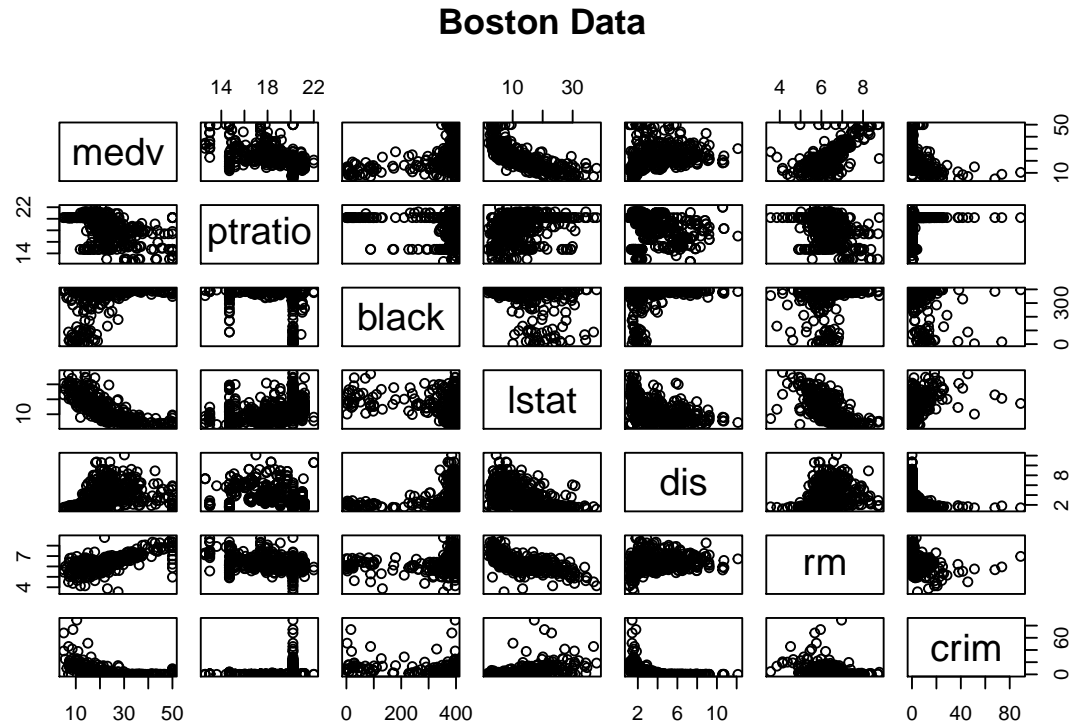 Boston Data
14 18 22
10 30
4 6 8
medv
10 50
14 22
ptratio
black
0 300
10
lstat
dis
2 8
4 7
rm
crim
0 60
10 30 50
0 200 400
2 6 10
0 40 80